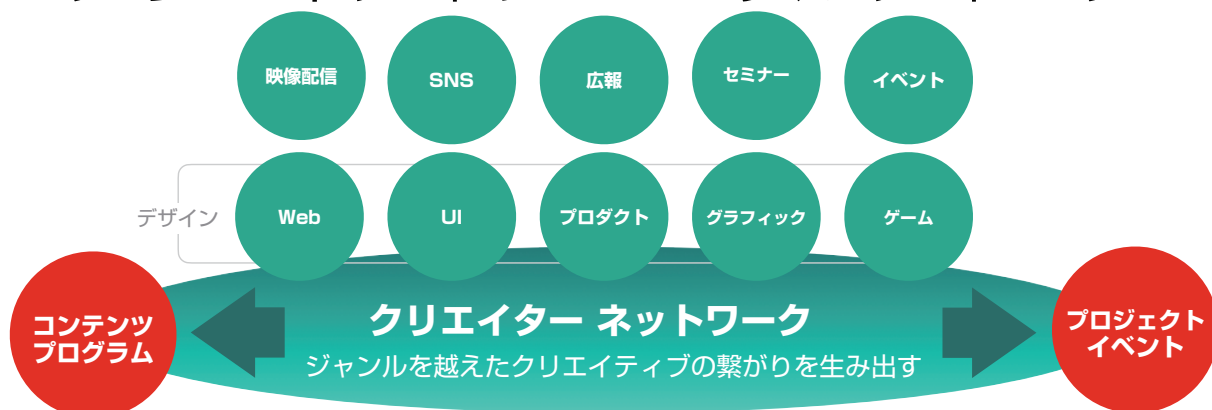 映像配信
SNS
広報
セミナー
イベント
デザイン
Web
UI
プロダクト
グラフィック
ゲーム
コンテンツ
プログラム
クリエイター ネットワーク
ジャンルを越えたクリエイティブの繋がりを生み出す
プロジェクト
イベント